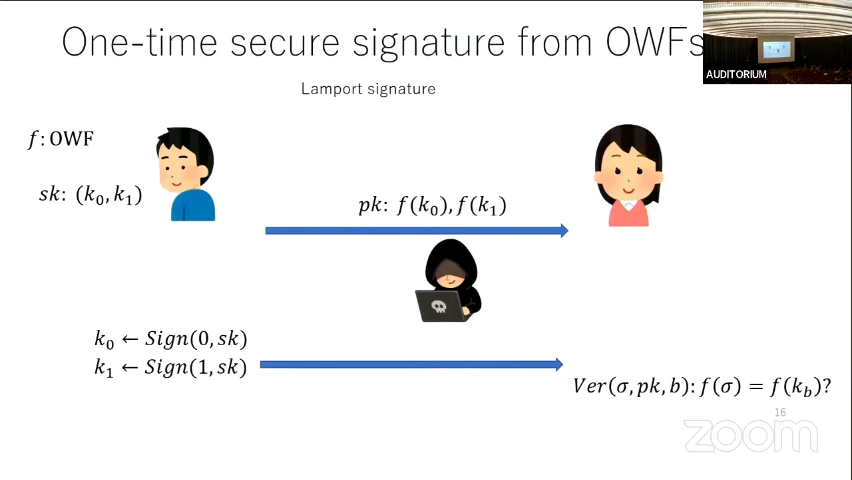 One-time secure signature from OWFs
AUDITORIUM
Lamport signature
f: OWF
sk: (k₀, k₁)
pk: f(k₀), f(k₁)
k₀ ← Sign(0, sk)
k₁ ← Sign(1, sk)
Ver(σ, pk, b): f(σ) = f(k_b)?
16
zoom